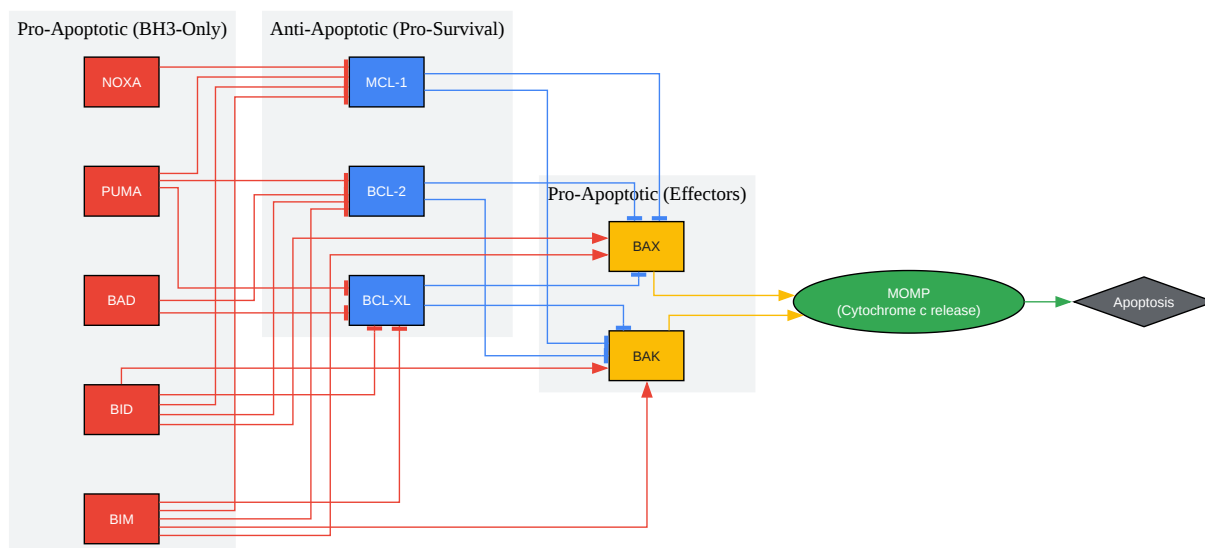 Pro-Apoptotic (BH3-Only)
Anti-Apoptotic (Pro-Survival)
NOXA
MCL-1
PUMA
BCL-2
Pro-Apoptotic (Effectors)
BAX
BAD
BCL-XL
MOMP
(Cytochrome c release)
Apoptosis
BAK
BID
BIM